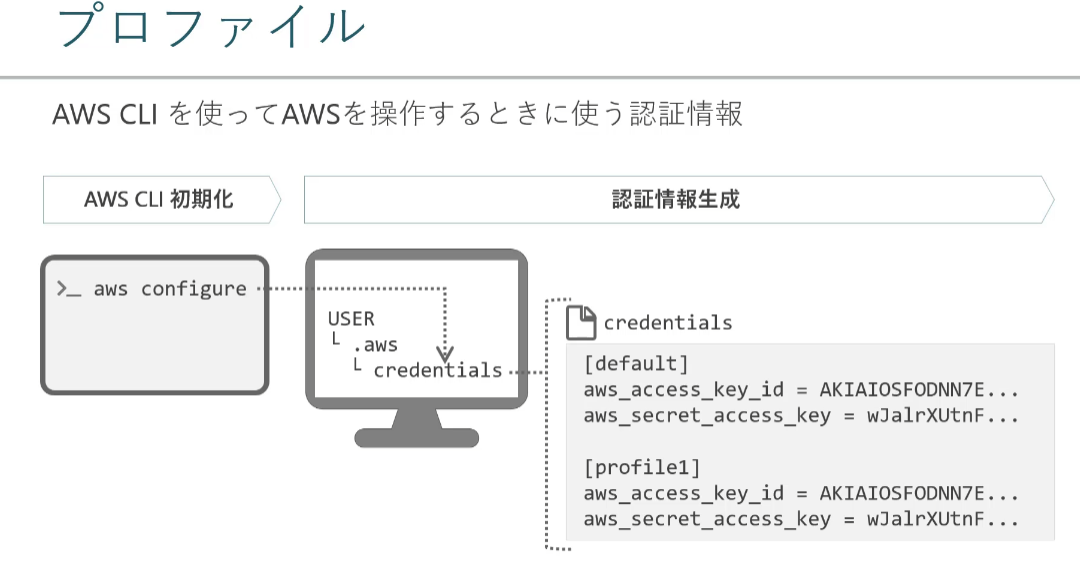 プロファイル
AWS CLI を使ってAWSを操作するときに使う認証情報
AWS CLI 初期化
認証情報生成
>_ aws configure
USER
└ .aws
└ credentials
credentials
[default]
aws_access_key_id = AKIAIOSFODNN7E...
aws_secret_access_key = wJalrXUtnF...
[profile1]
aws_access_key_id = AKIAIOSFODNN7E...
aws_secret_access_key = wJalrXUtnF...